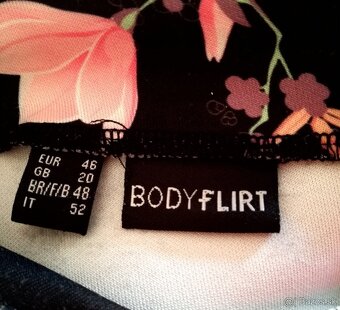 EUR 46
GB 20
BR/F/B 48
IT 52
BODYFLIRT